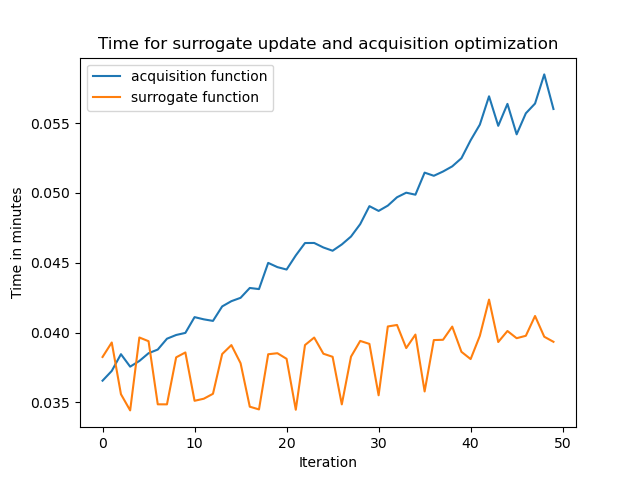 Time for surrogate update and acquisition optimization
acquisition function
surrogate function
0.055
0.050
0.045
0.040
0.035
Time in minutes
0 10 20 30 40 50
Iteration